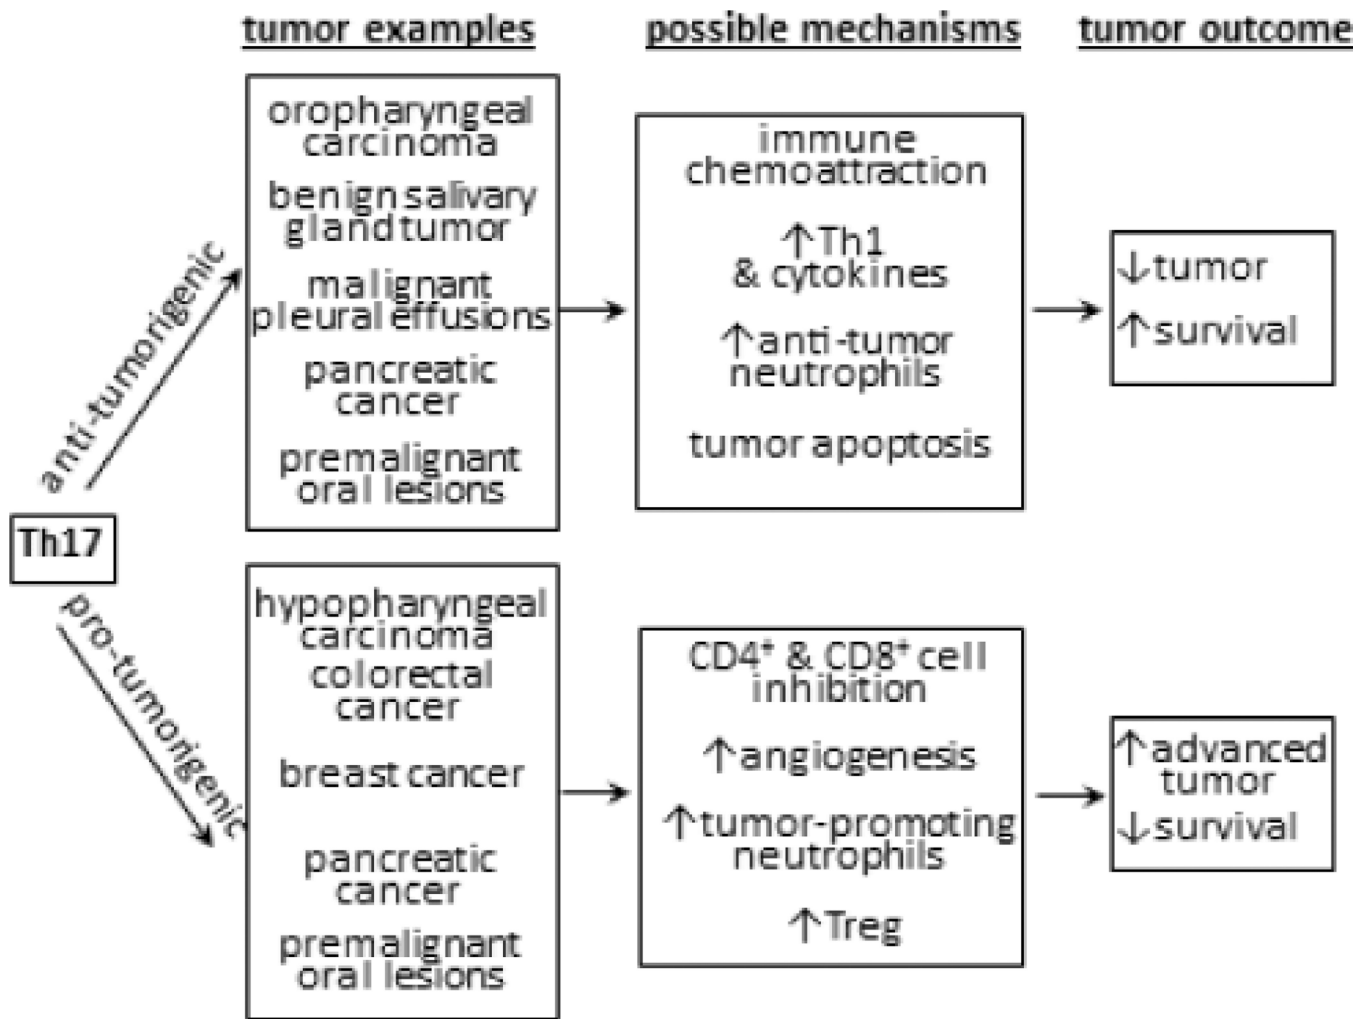 tumor examples
possible mechanisms
tumor outcome
Th17
anti-tumorigenic
oropharyngeal
carcinoma
benign salivary
gland tumor
malignant
pleural effusions
pancreatic
cancer
premalignant
oral lesions
immune
chemoattraction
↑Th1
& cytokines
↑anti-tumor
neutrophils
tumor apoptosis
↓tumor
↑survival
pro-tumorigenic
hypopharyngeal
carcinoma
colorectal
cancer
breast cancer
pancreatic
cancer
premalignant
oral lesions
CD4⁺ & CD8⁺ cell
inhibition
↑angiogenesis
↑tumor-promoting
neutrophils
↑Treg
↑advanced
tumor
↓survival